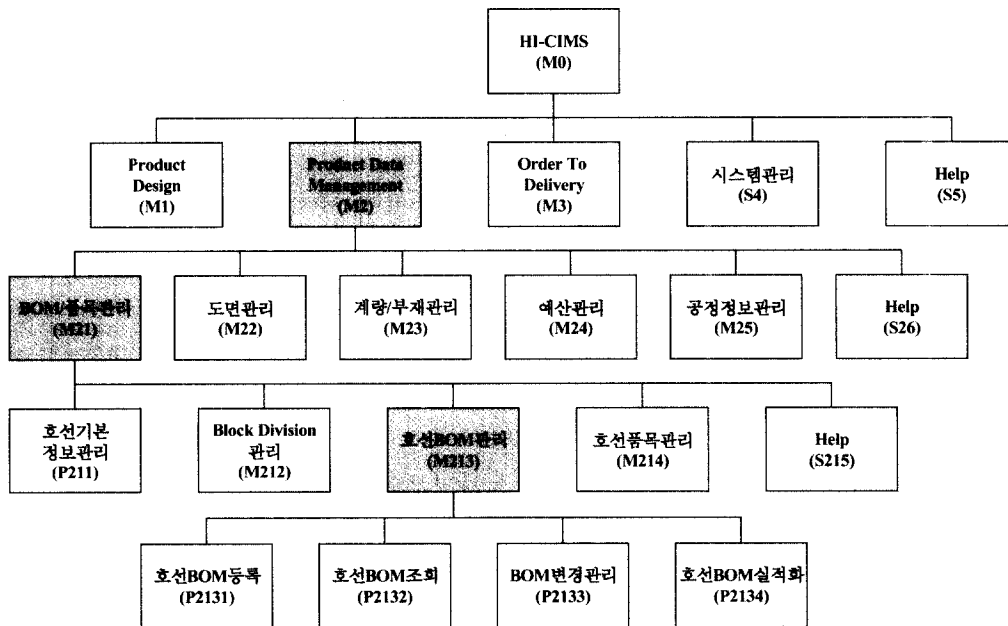 HI-CIMS
(M0)
Product
Design
(M1)
Product Data
Management
(M2)
Order To
Delivery
(M3)
시스템관리
(S4)
Help
(S5)
BOM/품목관리
(M21)
도면관리
(M22)
계량/부재관리
(M23)
예산관리
(M24)
공정정보관리
(M25)
Help
(S26)
호선기본
정보관리
(P211)
Block Division
관리
(M212)
호선BOM관리
(M213)
호선품목관리
(M214)
Help
(S215)
호선BOM등록
(P2131)
호선BOM조회
(P2132)
BOM변경관리
(P2133)
호선BOM실적화
(P2134)